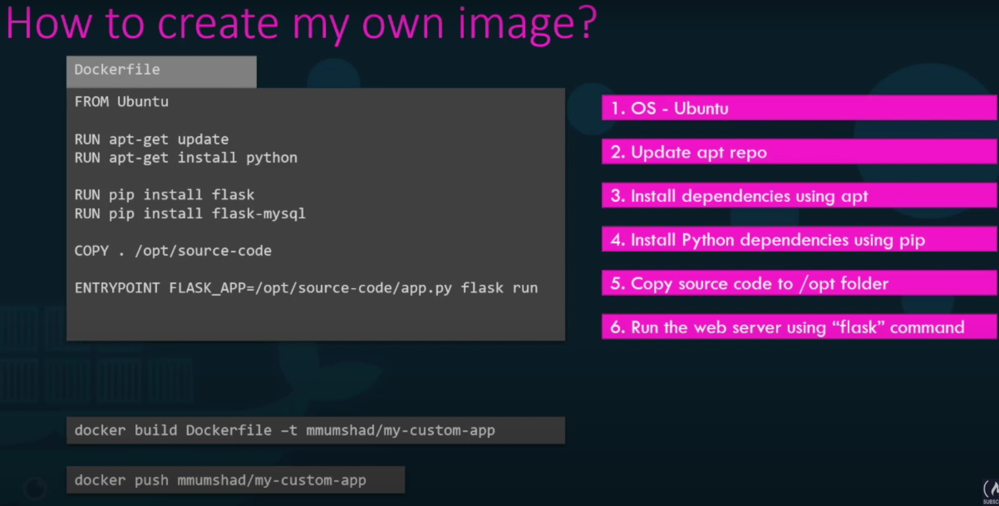 How to create my own image?
Dockerfile
FROM Ubuntu
RUN apt-get update
RUN apt-get install python
RUN pip install flask
RUN pip install flask-mysql
COPY . /opt/source-code
ENTRYPOINT FLASK_APP=/opt/source-code/app.py flask run
1. OS - Ubuntu
2. Update apt repo
3. Install dependencies using apt
4. Install Python dependencies using pip
5. Copy source code to /opt folder
6. Run the web server using “flask” command
docker build Dockerfile –t mmumshad/my-custom-app
docker push mmumshad/my-custom-app